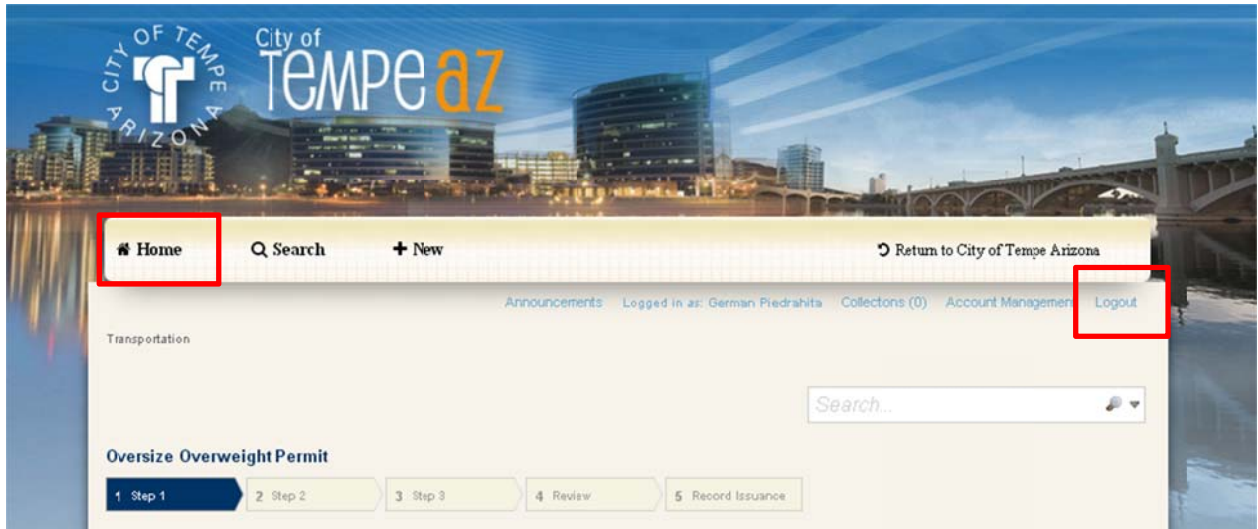 CITY OF TEMPE
ARIZONA
City of
Tempe az
Home Search New Return to City of Tempe Arizona
Announcements Logged in as: German Piedrahita Collectons (0) Account Management Logout
Transportation
Search...
Oversize Overweight Permit
1 Step 1 2 Step 2 3 Step 3 4 Review 5 Record Issuance